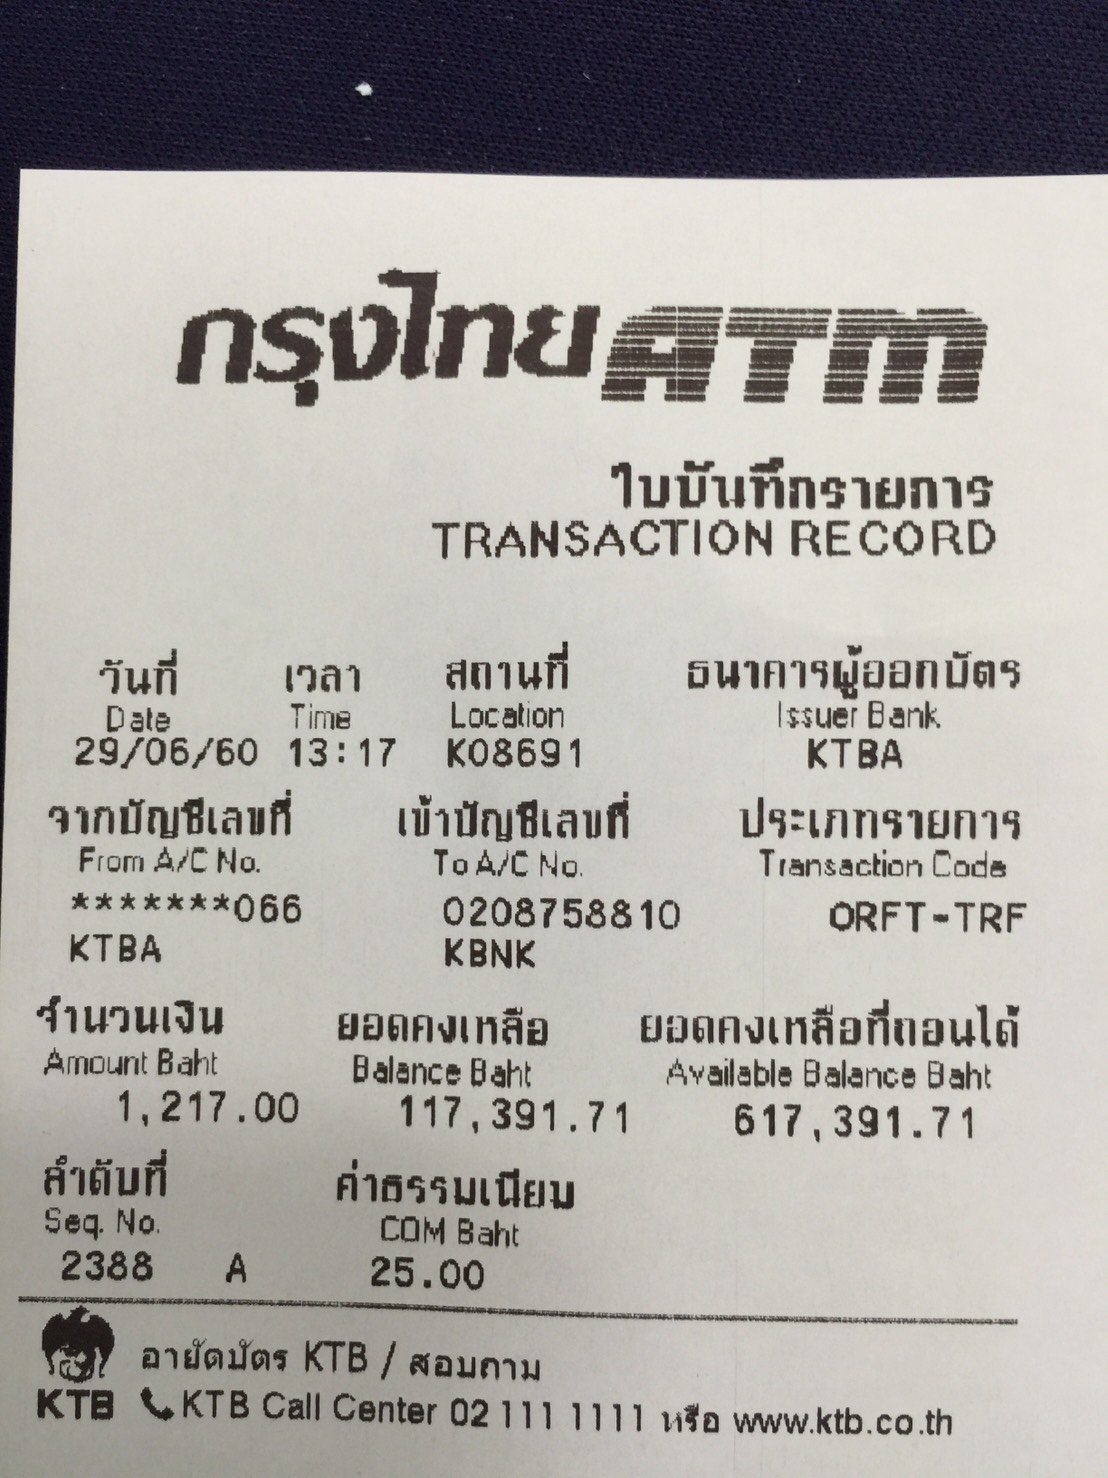 กรุงไทย ATM
ใบบันทึกรายการ
TRANSACTION RECORD
วันที่ เวลา สถานที่ ธนาคารผู้ออกบัตร
Date Time Location Issuer Bank
29/06/60 13:17 K08691 KTBA
จากบัญชีเลขที่ เข้าบัญชีเลขที่ ประเภทรายการ
From A/C No. To A/C No. Transaction Code
*******066 0208758810 ORFT-TRF
KTBA KBNK
จำนวนเงิน ยอดคงเหลือ ยอดคงเหลือที่ถอนได้
Amount Baht Balance Baht Available Balance Baht
1,217.00 117,391.71 617,391.71
ลำดับที่ ค่าธรรมเนียม
Seq. No. COM Baht
2388 A 25.00
อายัดบัตร KTB / สอบถาม
KTB KTB Call Center 02 111 1111 หรือ www.ktb.co.th